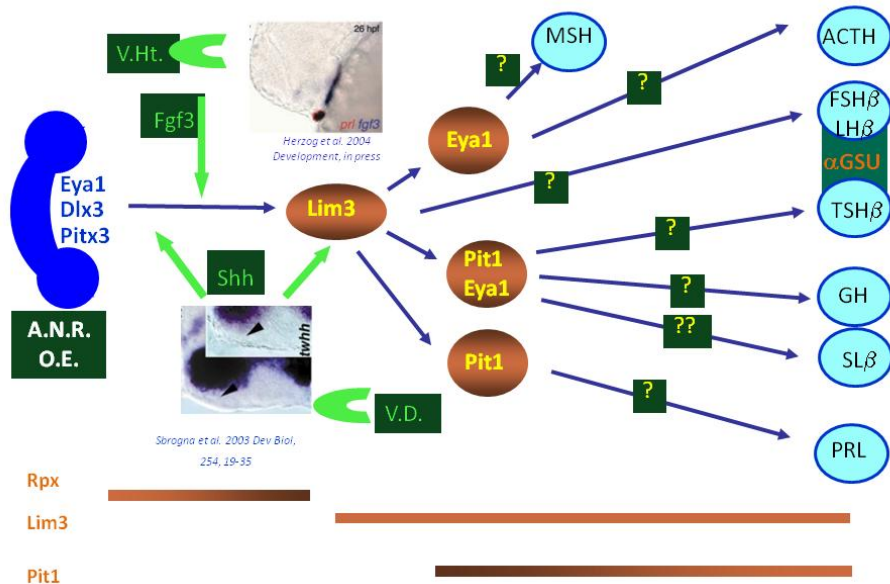 V.Ht.
26 hpf
prl fgf3
Herzog et al. 2004
Development, in press
Fgf3
MSH
?
?
ACTH
FSHβ
LHβ
αGSU
TSHβ
Eya1
?
Eya1
Dlx3
Pitx3
Lim3
Shh
Pit1
Eya1
?
?
??
GH
SLβ
A.N.R.
O.E.
twhh
Pit1
?
V.D.
PRL
Sbrogna et al. 2003 Dev Biol,
254, 19-35
Rpx
Lim3
Pit1